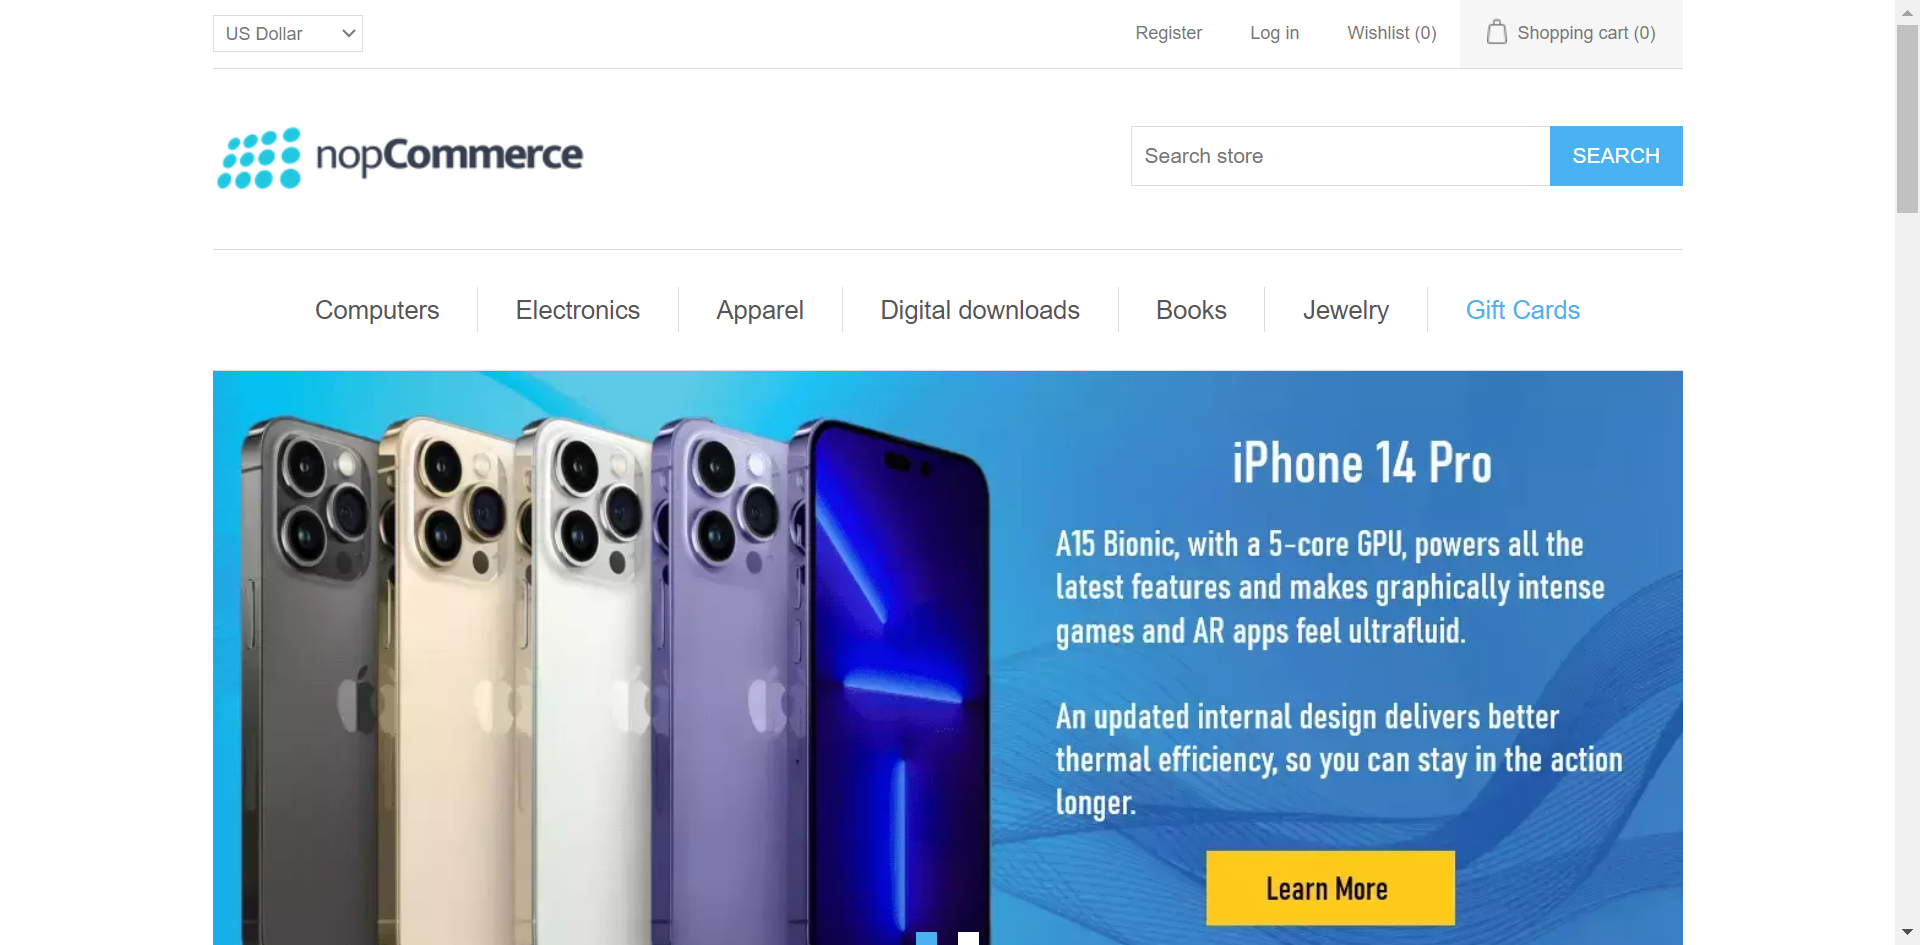 US Dollar
Register
Log in
Wishlist (0)
Shopping cart (0)
nopCommerce
Search store
SEARCH
Computers
Electronics
Apparel
Digital downloads
Books
Jewelry
Gift Cards
iPhone 14 Pro
A15 Bionic, with a 5-core GPU, powers all the
latest features and makes graphically intense
games and AR apps feel ultrafluid.
An updated internal design delivers better
thermal efficiency, so you can stay in the action
longer.
Learn More